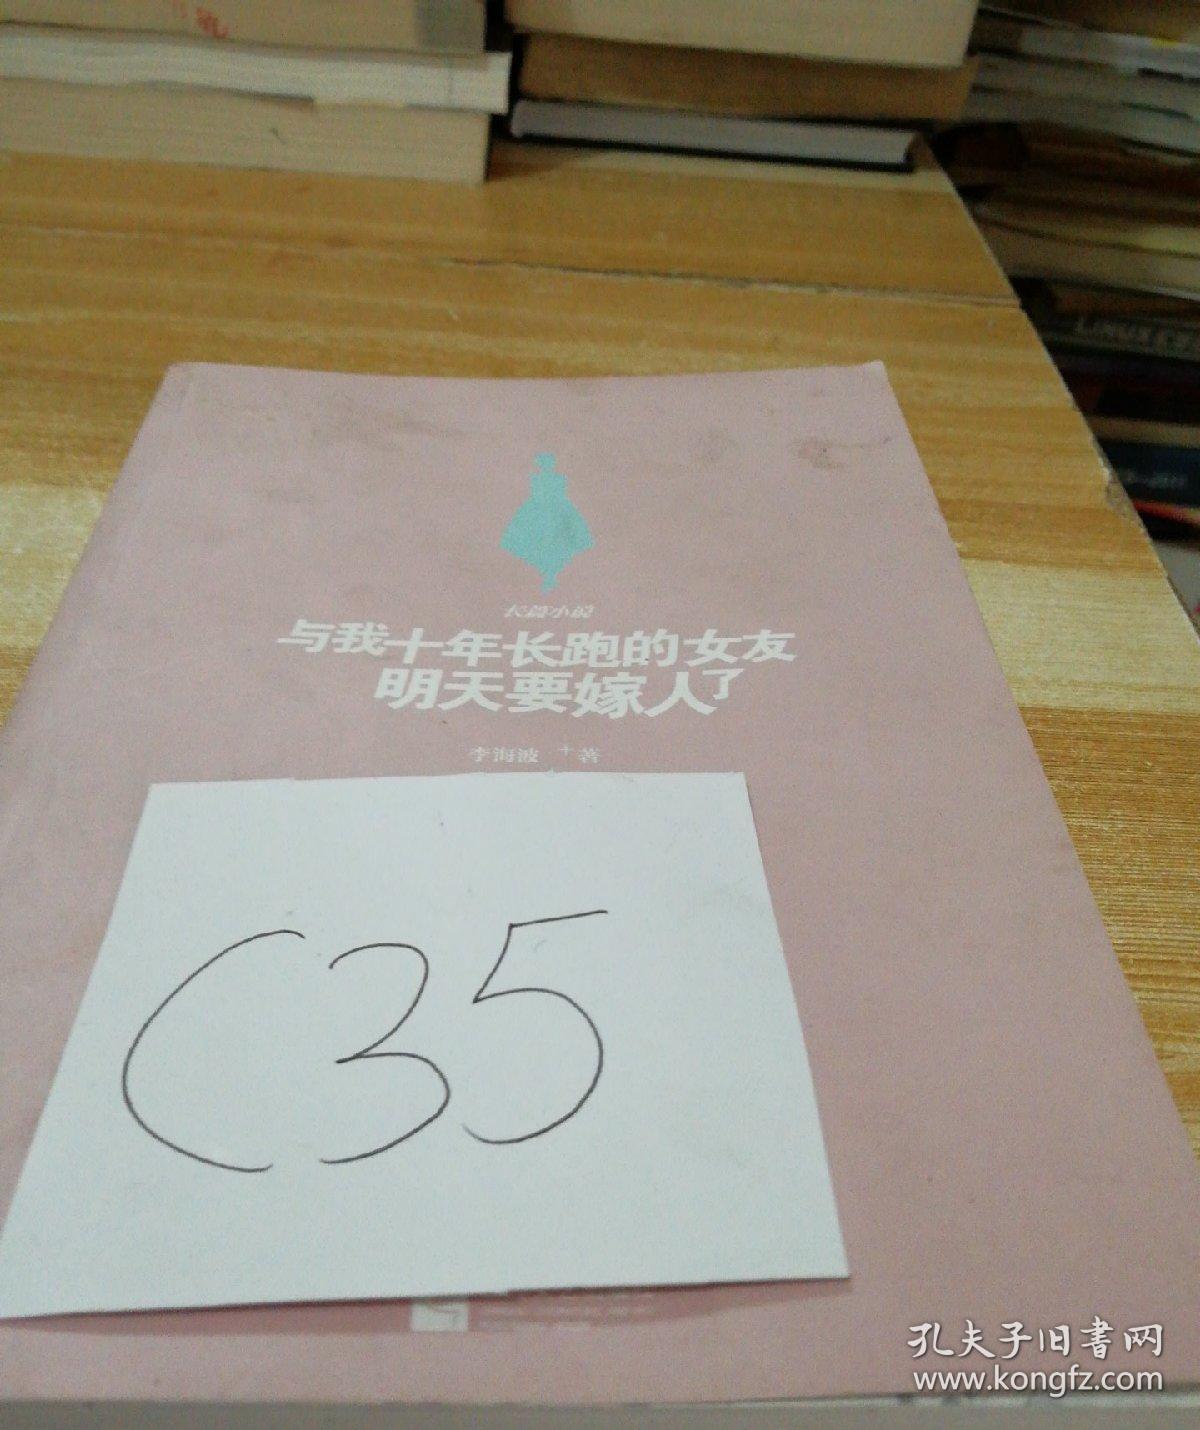 长篇小说
与我十年长跑的女友
明天要嫁人了
李海波 十著
C35
孔夫子旧书网
www.kongfz.com